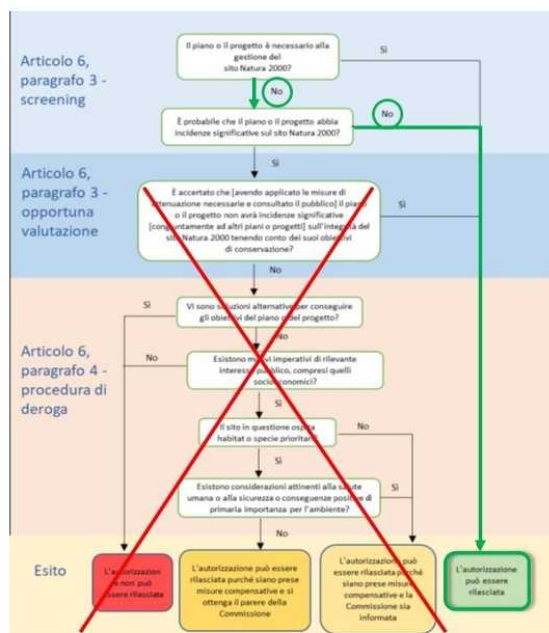 Articolo 6,
paragrafo 3 -
screening
Il piano o il progetto è necessario alla
gestione del
sito Natura 2000?
Sì
No
È probabile che il piano o il progetto abbia
incidenze significative sul sito Natura 2000?
No
Sì
Articolo 6,
paragrafo 3 -
opportuna
valutazione
È accertato che [avendo applicato le misure di
attenuazione necessarie e consultato il pubblico] il piano
o il progetto non avrà incidenze significative
[congiuntamente ad altri piani o progetti] sull'integrità del
sito Natura 2000 tenendo conto dei suoi obiettivi
di conservazione?
Sì
No
Articolo 6,
paragrafo 4 -
procedura di
deroga
Sì
Vi sono soluzioni alternative per conseguire
gli obiettivi del piano o del progetto?
No
No
Esistono motivi imperativi di rilevante
interesse pubblico, compresi quelli
socioeconomici?
Sì
Il sito in questione ospita
habitat o specie prioritari?
No
Sì
Esistono considerazioni attinenti alla salute
umana o alla sicurezza o conseguenze positive di
primaria importanza per l'ambiente?
Sì
No
Esito
L'autorizzazion
e non può
essere rilasciata
L'autorizzazione può essere
rilasciata purché siano prese
misure compensative e si
ottenga il parere della
Commissione
L'autorizzazione può
essere rilasciata purché
siano prese misure
compensative e la
Commissione sia
informata
L'autorizzazione
può essere
rilasciata